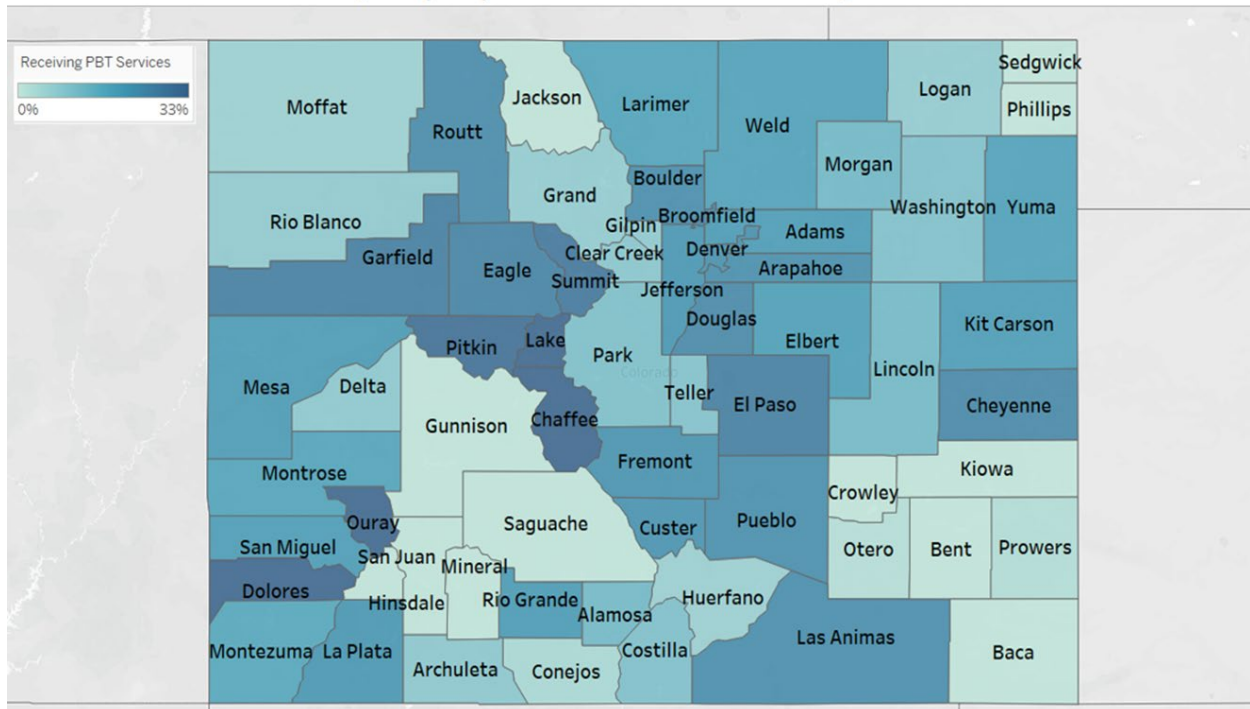 Receiving PBT Services
0%
33%
Sedgwick
Logan
Jackson
Moffat
Larimer
Phillips
Weld
Routt
Morgan
Boulder
Grand
Washington
Yuma
Broomfield
Rio Blanco
Gilpin
Adams
Denver
Clear Creek
Garfield
Arapahoe
Eagle
Summit
Jefferson
Douglas
Kit Carson
Lake
Elbert
Pitkin
Park
Colorado
Lincoln
Mesa
Delta
Teller
El Paso
Cheyenne
Chaffee
Gunnison
Fremont
Kiowa
Montrose
Crowley
Ouray
Saguache
Pueblo
Custer
San Miguel
Otero
Bent
Prowers
San Juan
Mineral
Dolores
Hinsdale
Rio Grande
Huerfano
Alamosa
Las Animas
Montezuma
La Plata
Costilla
Baca
Archuleta
Conejos